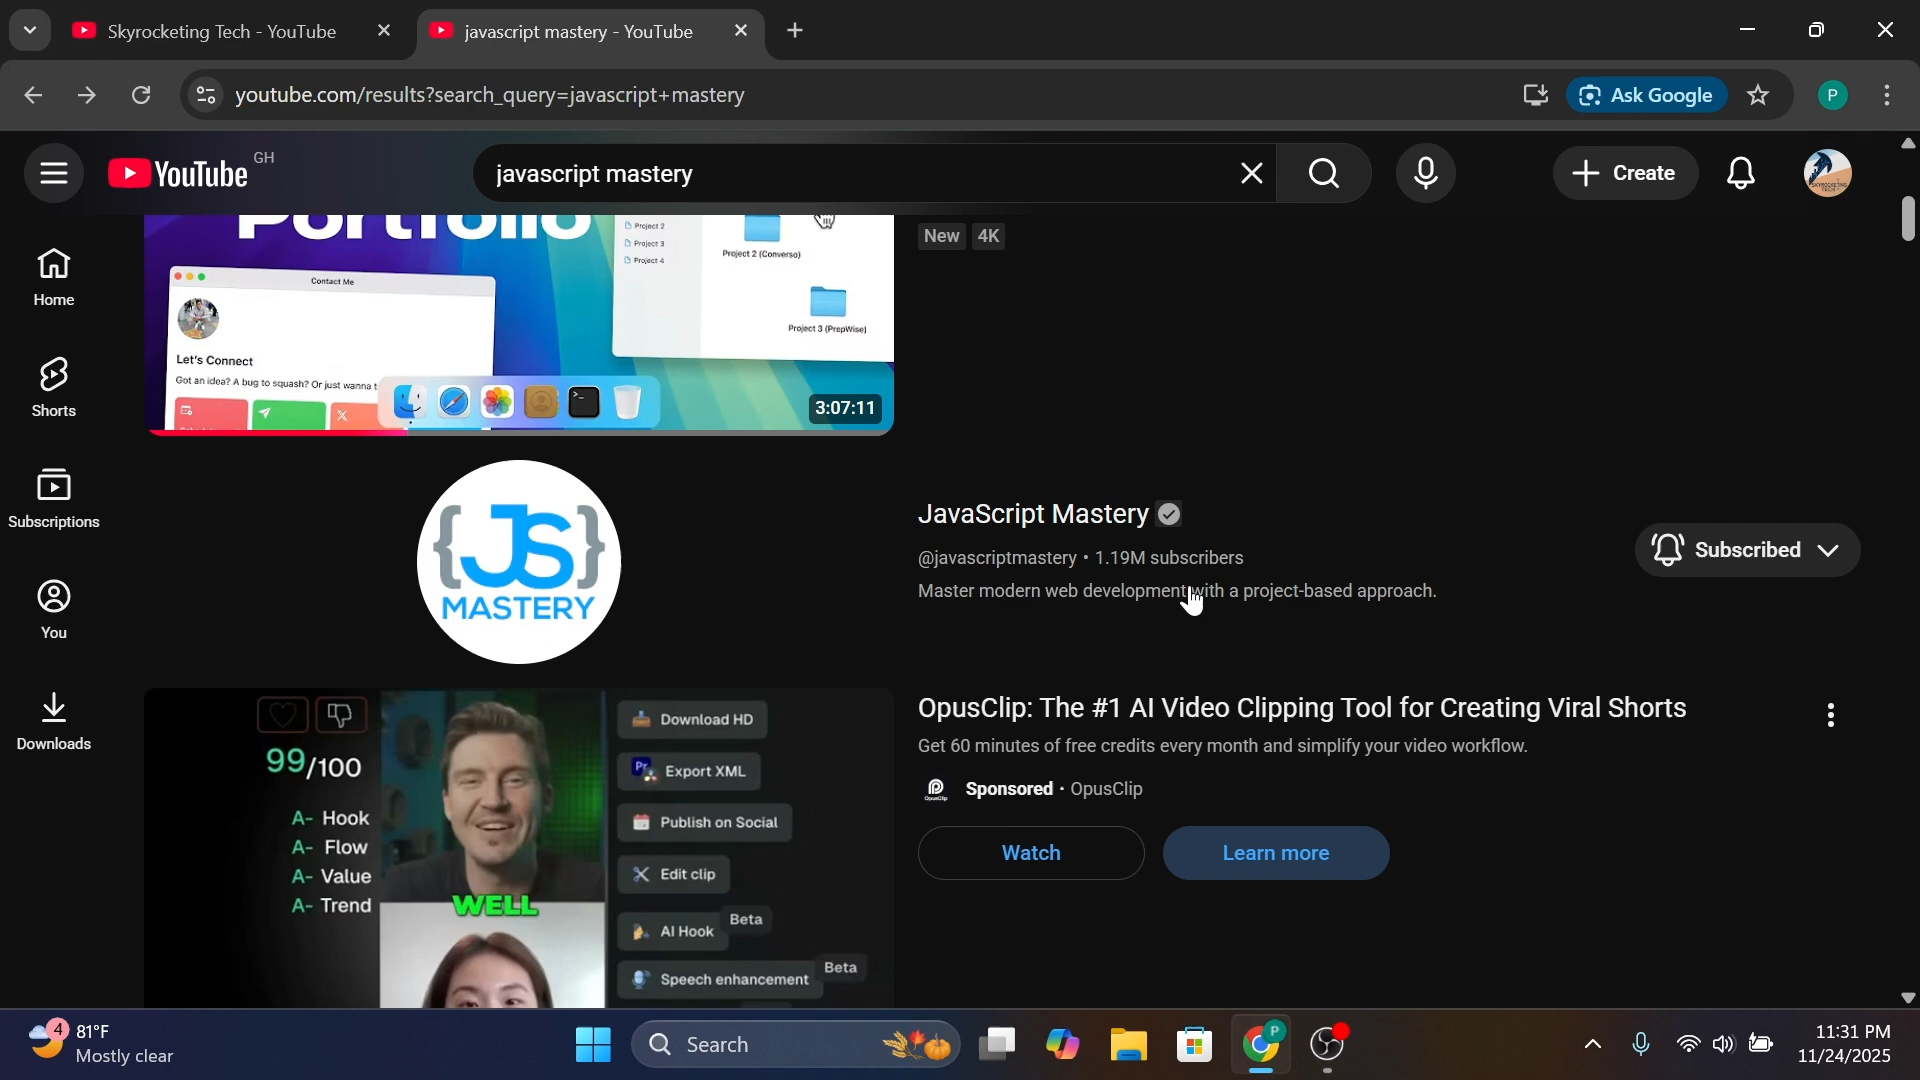 Skyrocketing Tech - YouTube
javascript mastery - YouTube
youtube.com/results?search_query=javascript+mastery
Ask Google
P
YouTube GH
javascript mastery
Create
Home
Shorts
Subscriptions
You
Downloads
Portfolio
Contact Me
Let's Connect
Got an idea? A bug to squash? Or just wanna t
Project 2
Project 3
Project 4
Project 2 (Converso)
Project 3 (PrepWise)
3:07:11
New
4K
{JS}
MASTERY
JavaScript Mastery
@javascriptmastery • 1.19M subscribers
Master modern web development with a project-based approach.
Subscribed
99/100
A- Hook
A- Flow
A- Value
A- Trend
WELL
Download HD
Export XML
Publish on Social
Edit clip
AI Hook
Beta
Speech enhancement
Beta
OpusClip: The #1 AI Video Clipping Tool for Creating Viral Shorts
Get 60 minutes of free credits every month and simplify your video workflow.
OpusClip
Sponsored · OpusClip
Watch
Learn more
4
81°F
Mostly clear
Search
P
11:31 PM
11/24/2025